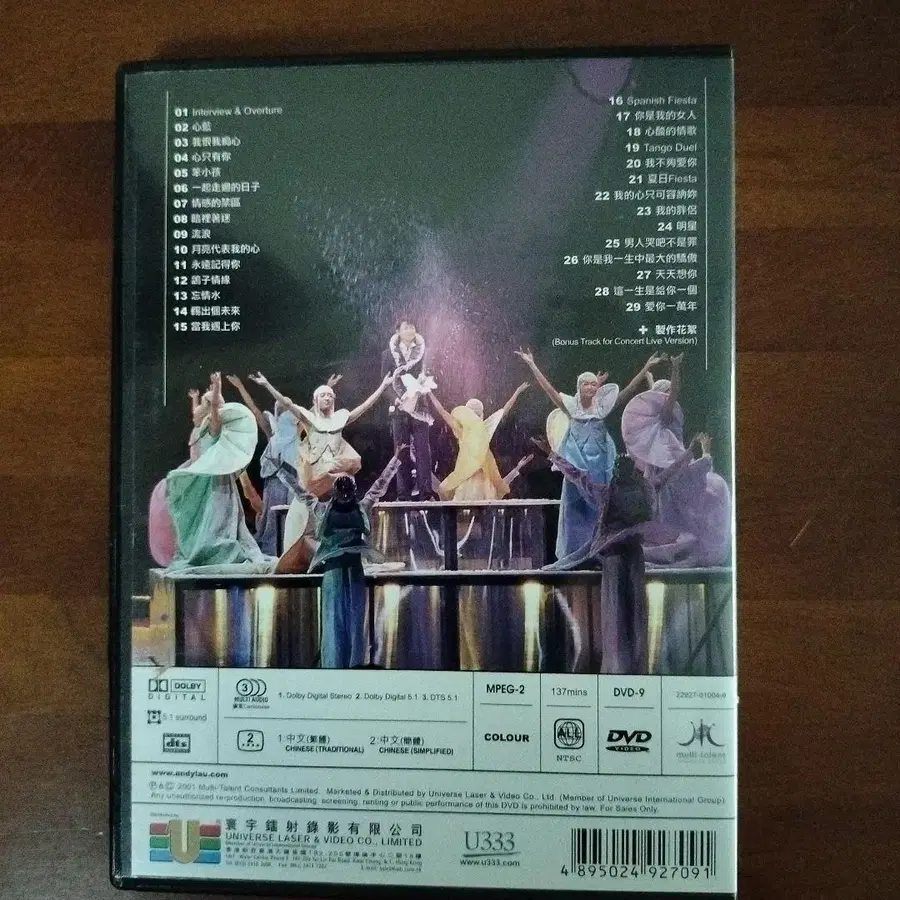 01 Interview & Overture
02 心藍
03 我恨我痴心
04 心只有你
05 笨小孩
06 一起走過的日子
07 情感的禁區
08 暗裡著迷
09 流浪
10 月亮代表我的心
11 永遠記得你
12 鴿子情緣
13 忘情水
14 賜出個未來
15 當我遇上你
16 Spanish Fiesta
17 你是我的女人
18 心酸的情歌
19 Tango Duel
20 我不夠愛你
21 夏日Fiesta
22 我的心只可容納妳
23 我的胖侶
24 明星
25 男人哭吧不是罪
26 你是我一生中最大的驕傲
27 天天想你
28 這一生是給你一個
29 愛你一萬年
+ 製作花絮
(Bonus Track for Concert Live Version)
DOLBY
DIGITAL
5.1 surround
dts
3
MULTI AUDIO
1. Dolby Digital Stereo 2. Dolby Digital 5.1 3. DTS 5.1
2
1:中文(繁體)
CHINESE (TRADITIONAL)
2:中文(簡體)
CHINESE (SIMPLIFIED)
MPEG-2
137mins
DVD-9
COLOUR
ALL
NTSC
DVD
VIDEO
multi-talent
www.andylau.com
Ⓟ & © 2001 Multi-Talent Consultants Limited. Marketed & Distributed by Universe Laser & Video Co., Ltd. (Member of Universe International Group).
Any unauthorized re-production, broadcasting, screening, renting or public performance of this DVD is prohibited by law. For Sales Only.
Distributed by
U
寰宇鐳射錄影有限公司
UNIVERSE LASER & VIDEO CO., LIMITED
U333
www.u333.com
4 895024 927091